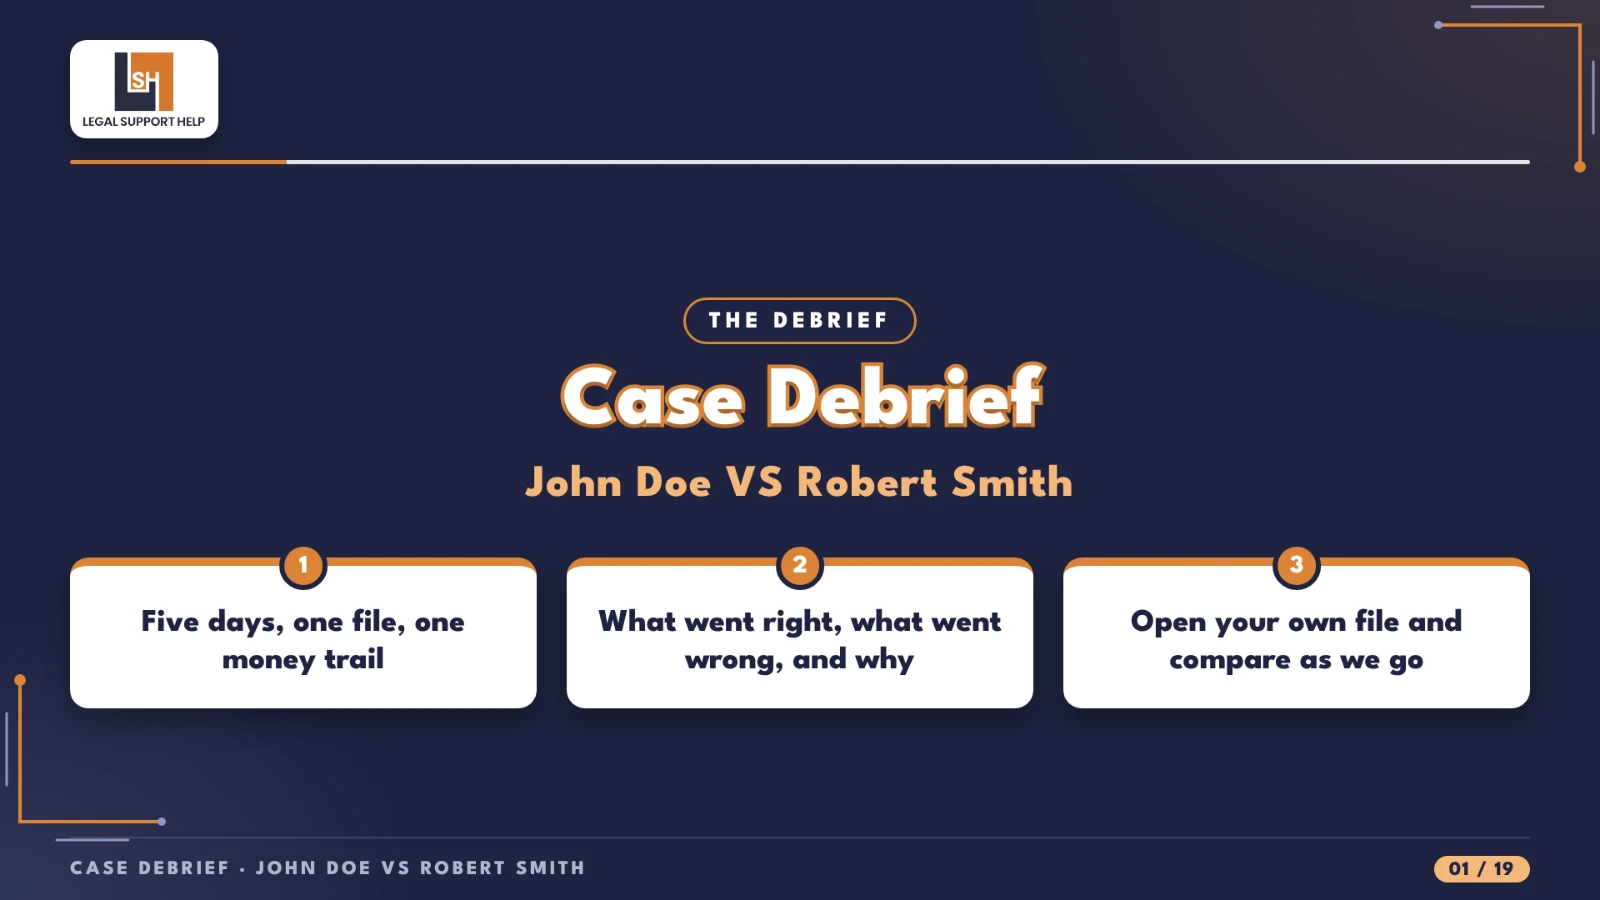 SH
LEGAL SUPPORT HELP
THE DEBRIEF
Case Debrief
John Doe VS Robert Smith
1
Five days, one file, one
money trail
2
What went right, what went
wrong, and why
3
Open your own file and
compare as we go
CASE DEBRIEF · JOHN DOE VS ROBERT SMITH
01 / 19